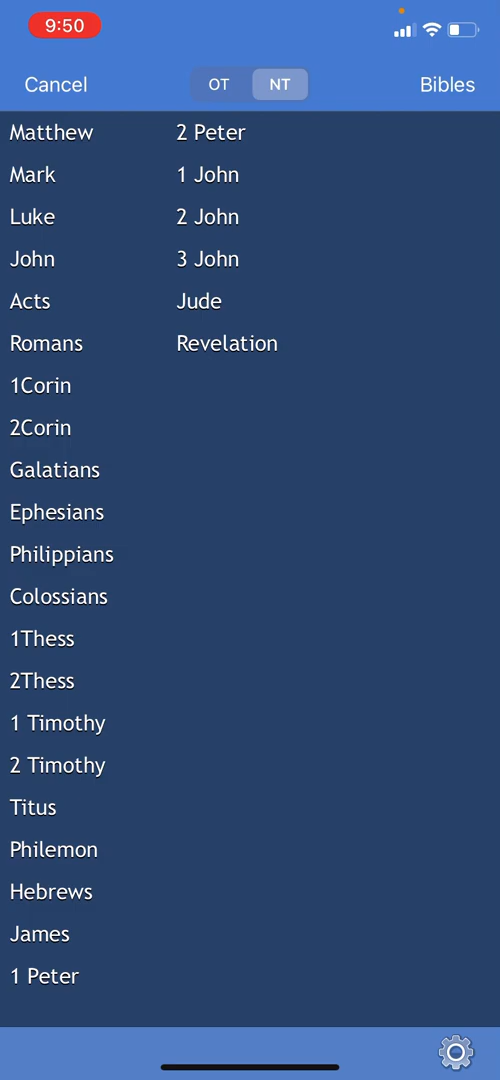 9:50
Cancel OT NT Bibles
Matthew
Mark
Luke
John
Acts
Romans
1Corin
2Corin
Galatians
Ephesians
Philippians
Colossians
1Thess
2Thess
1 Timothy
2 Timothy
Titus
Philemon
Hebrews
James
1 Peter
2 Peter
1 John
2 John
3 John
Jude
Revelation